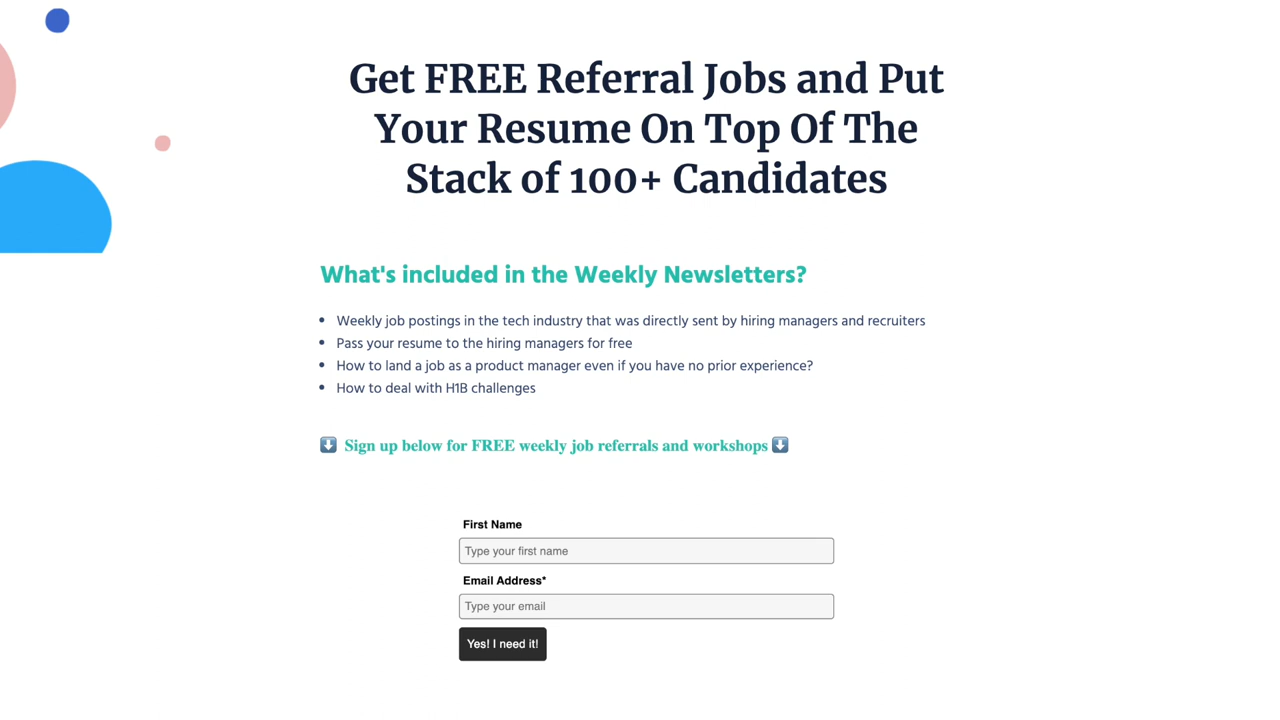 Get FREE Referral Jobs and Put
Your Resume On Top Of The
Stack of 100+ Candidates
What's included in the Weekly Newsletters?
• Weekly job postings in the tech industry that was directly sent by hiring managers and recruiters
• Pass your resume to the hiring managers for free
• How to land a job as a product manager even if you have no prior experience?
• How to deal with H1B challenges
⬇️ Sign up below for FREE weekly job referrals and workshops ⬇️
First Name
Type your first name
Email Address*
Type your email
Yes! I need it!